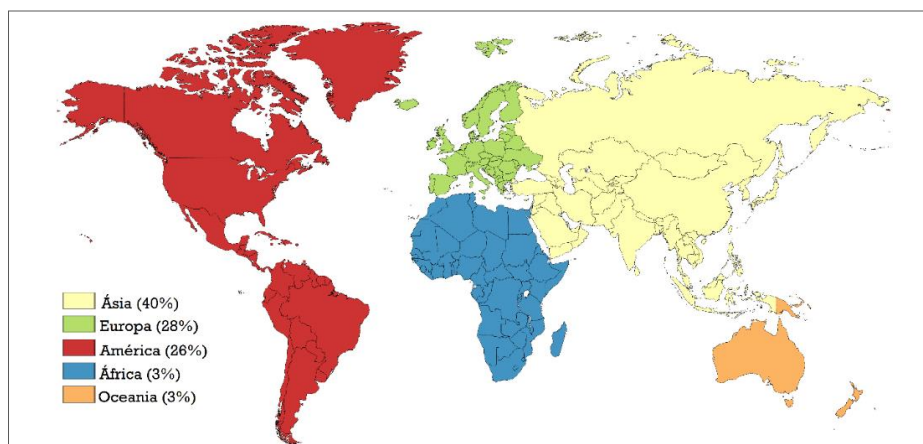 Ásia (40%)
Europa (28%)
América (26%)
África (3%)
Oceania (3%)